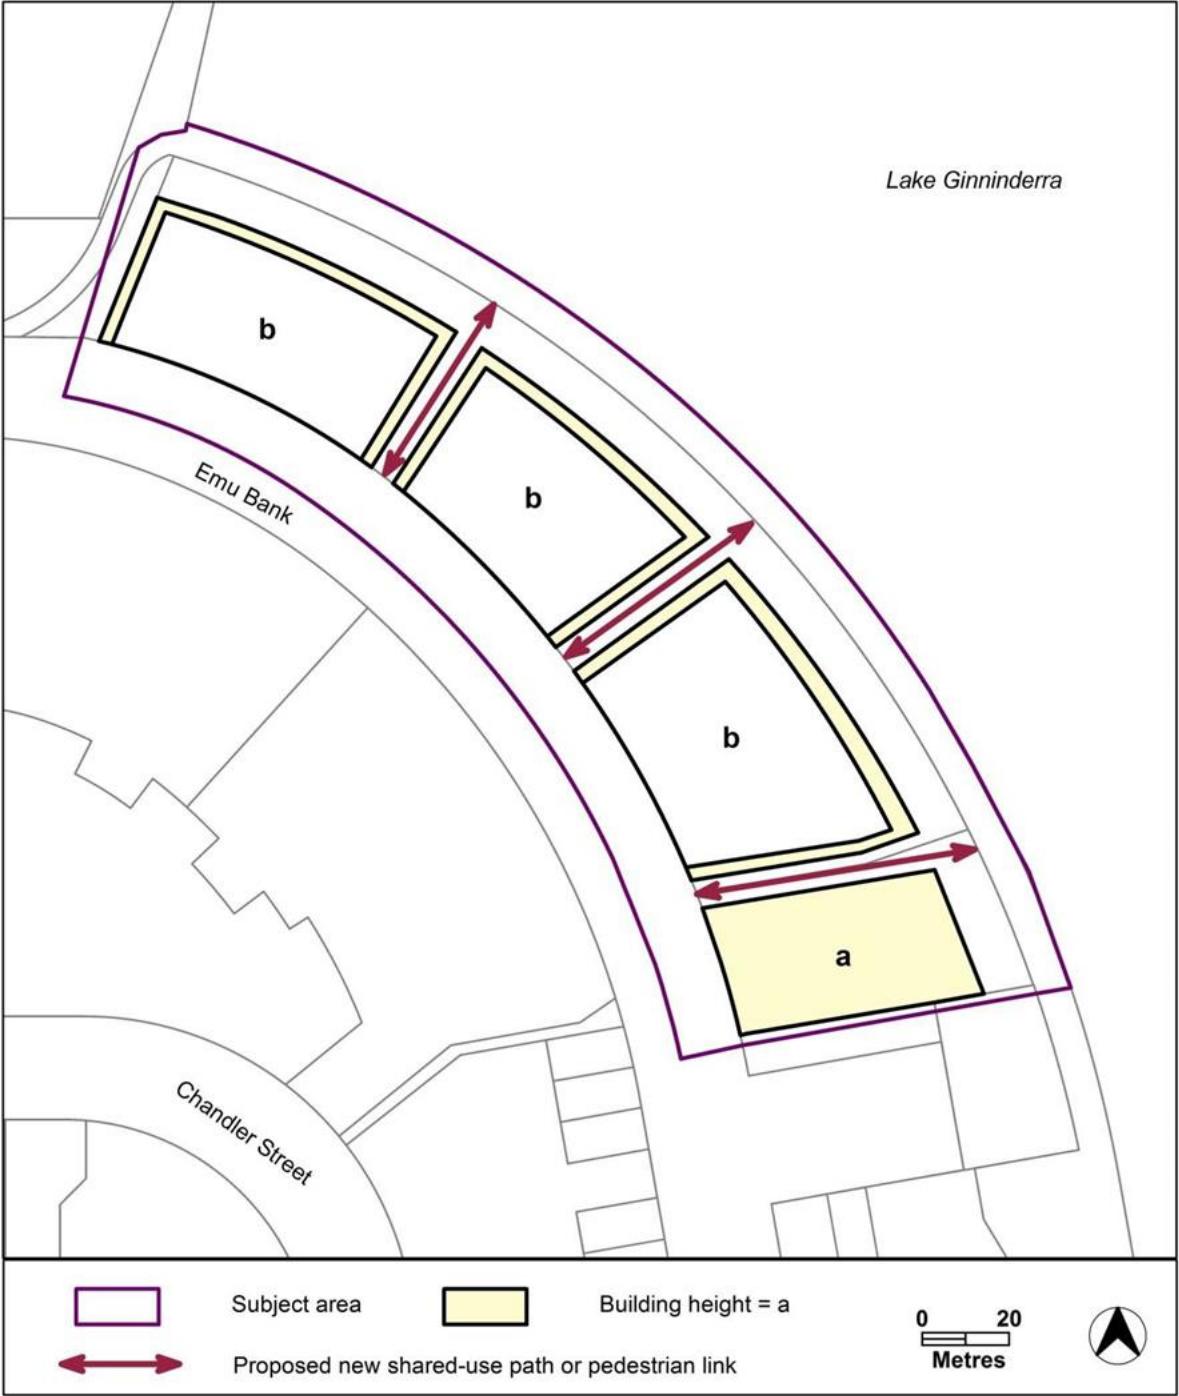 Lake Ginninderra
b
Emu Bank
b
b
a
Chandler Street
Subject area
Building height = a
0 20
Metres
Proposed new shared-use path or pedestrian link